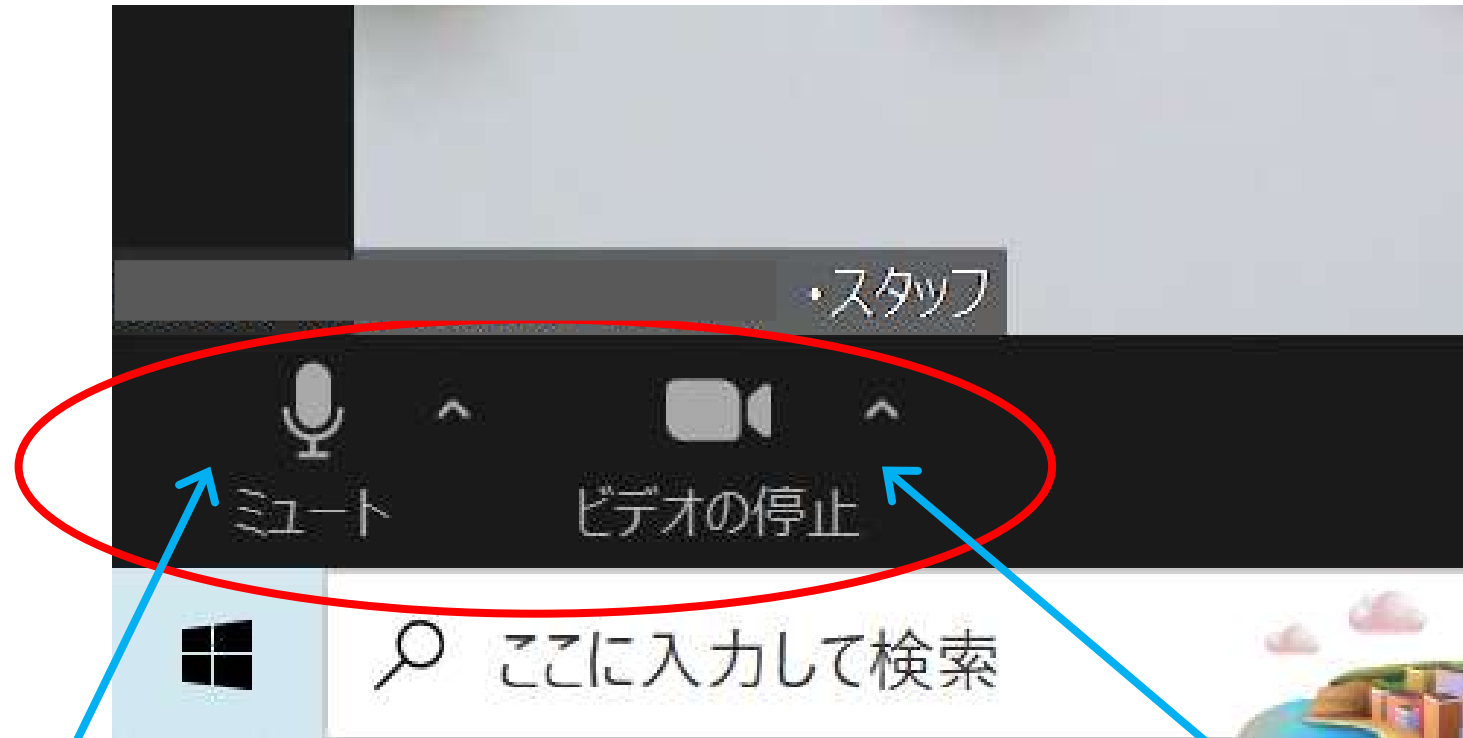 ・スタッフ
ミュート
ビデオの停止
ここに入力して検索